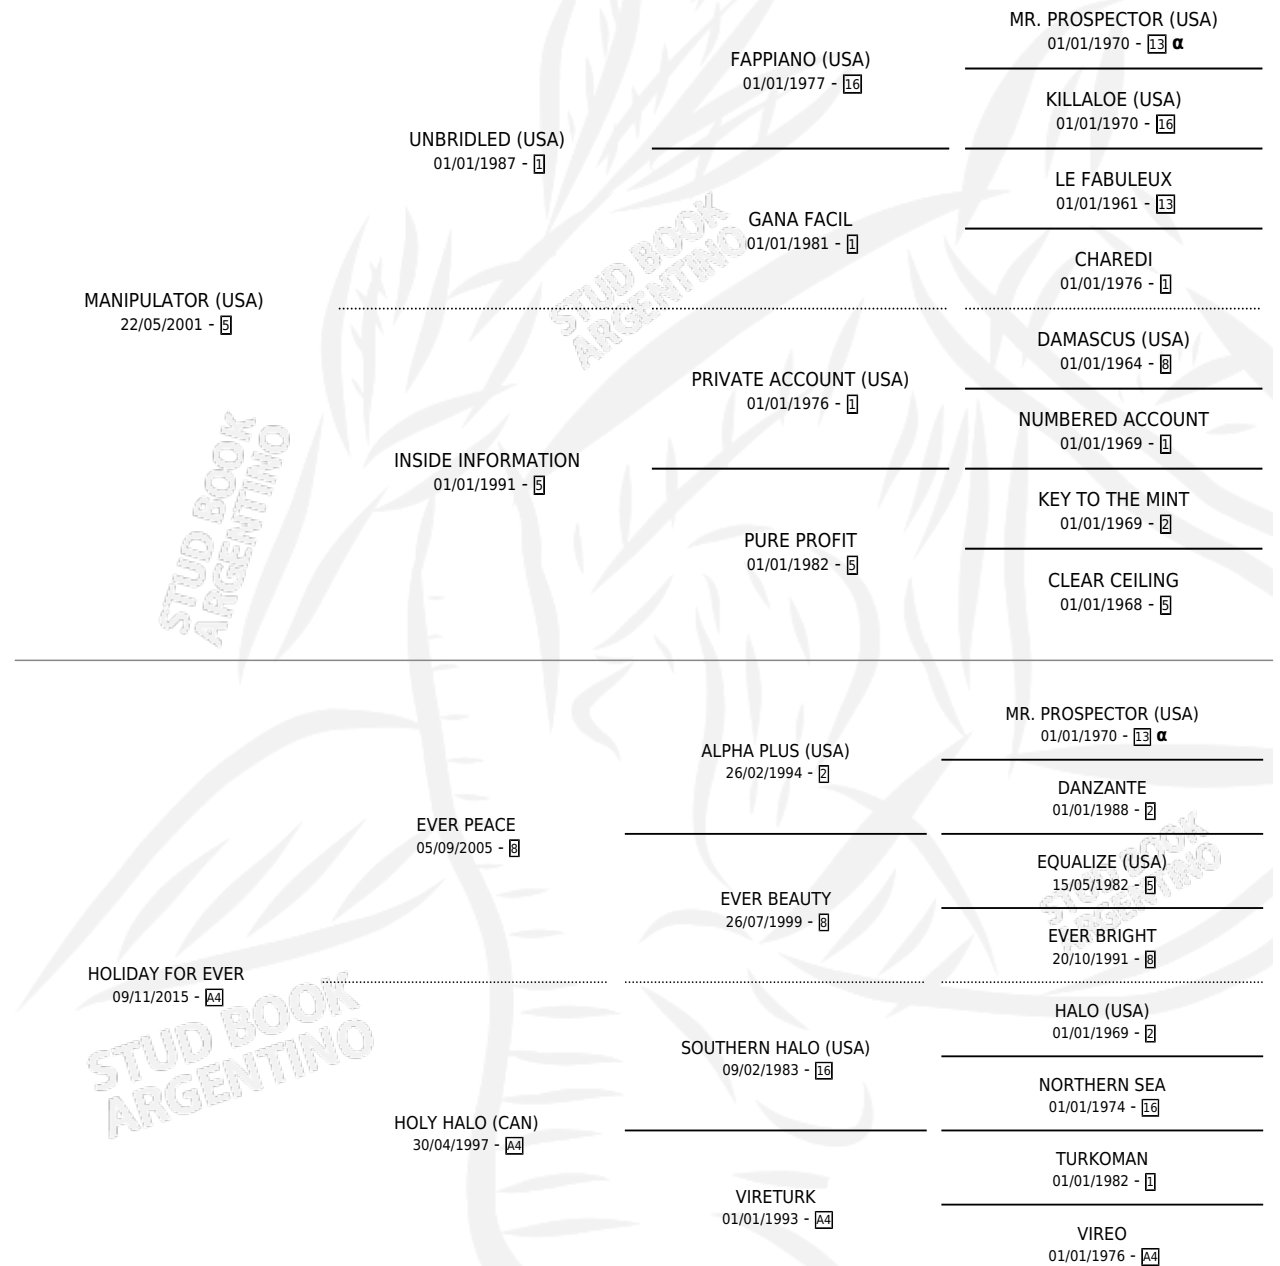 MR. PROSPECTOR (USA)
01/01/1970 - 13 α
FAPPIANO (USA)
01/01/1977 - 16
KILLALOE (USA)
01/01/1970 - 16
UNBRIDLED (USA)
01/01/1987 - 1
LE FABULEUX
01/01/1961 - 13
GANA FACIL
01/01/1981 - 1
CHAREDI
01/01/1976 - 1
MANIPULATOR (USA)
22/05/2001 - 5
STUD BOOK
ARGENTINO
DAMASCUS (USA)
01/01/1964 - 8
PRIVATE ACCOUNT (USA)
01/01/1976 - 1
NUMBERED ACCOUNT
01/01/1969 - 1
INSIDE INFORMATION
01/01/1991 - 5
KEY TO THE MINT
01/01/1969 - 2
PURE PROFIT
01/01/1982 - 5
CLEAR CEILING
01/01/1968 - 5
STUD BOOK
ARGENTINO
MR. PROSPECTOR (USA)
01/01/1970 - 13 α
ALPHA PLUS (USA)
26/02/1994 - 2
DANZANTE
01/01/1988 - 2
EVER PEACE
05/09/2005 - 8
EQUALIZE (USA)
15/05/1982 - 5
EVER BEAUTY
26/07/1999 - 8
EVER BRIGHT
20/10/1991 - 8
STUD BOOK
ARGENTINO
HOLIDAY FOR EVER
09/11/2015 - A4
HALO (USA)
01/01/1969 - 2
SOUTHERN HALO (USA)
09/02/1983 - 16
NORTHERN SEA
01/01/1974 - 16
HOLY HALO (CAN)
30/04/1997 - A4
TURKOMAN
01/01/1982 - 1
VIRETURK
01/01/1993 - A4
VIREO
01/01/1976 - A4
STUD BOOK
ARGENTINO